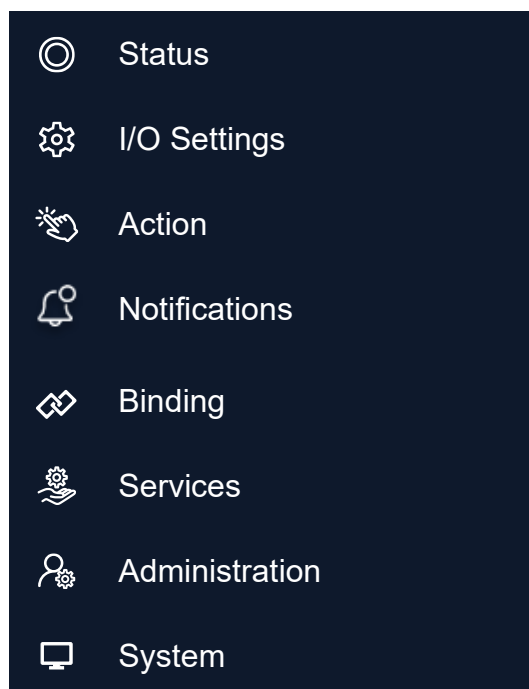 Status
I/O Settings
Action
Notifications
Binding
Services
Administration
System